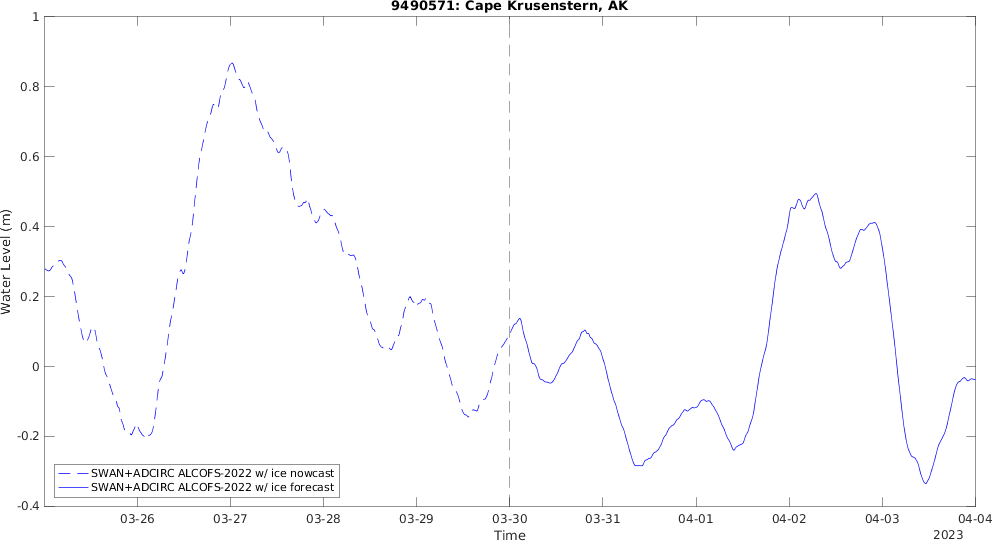 9490571: Cape Krusenstern, AK
1
0.8
0.6
0.4
0.2
0
-0.2
-0.4
Water Level (m)
SWAN+ADCIRC ALCOFS-2022 w/ ice nowcast
SWAN+ADCIRC ALCOFS-2022 w/ ice forecast
03-26 03-27 03-28 03-29 03-30 03-31 04-01 04-02 04-03 04-04
Time
2023